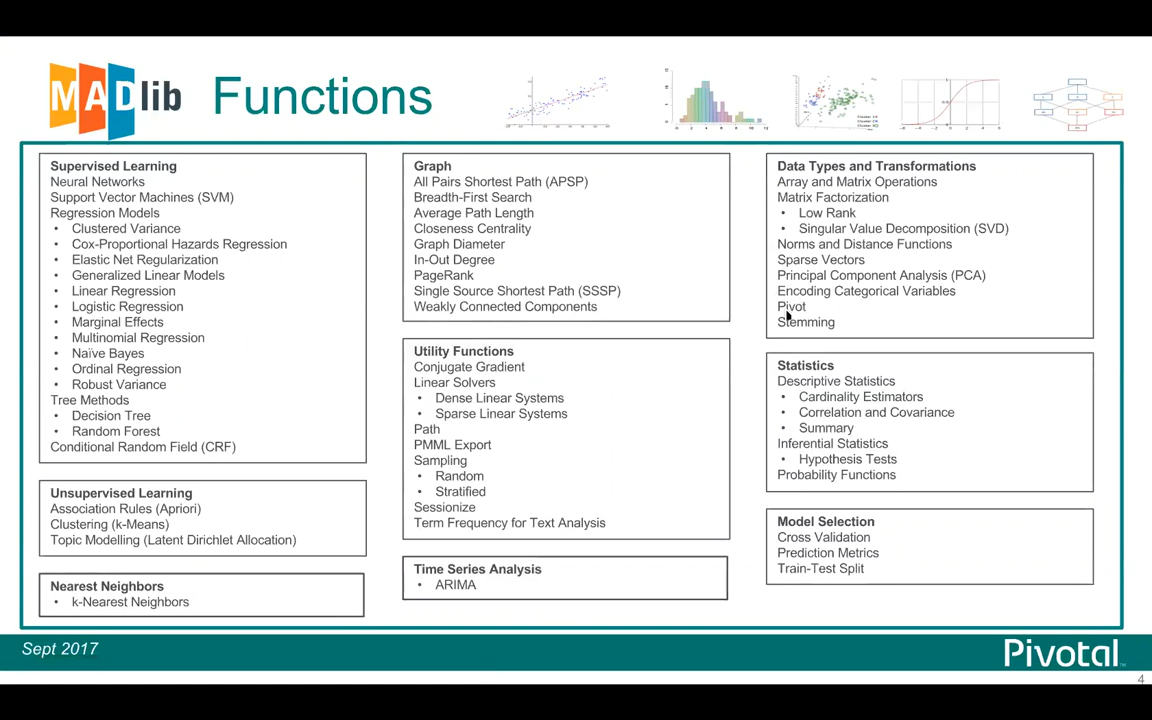 MADlib
Functions
Supervised Learning
Neural Networks
Support Vector Machines (SVM)
Regression Models
• Clustered Variance
• Cox-Proportional Hazards Regression
• Elastic Net Regularization
• Generalized Linear Models
• Linear Regression
• Logistic Regression
• Marginal Effects
• Multinomial Regression
• Naïve Bayes
• Ordinal Regression
• Robust Variance
Tree Methods
• Decision Tree
• Random Forest
Conditional Random Field (CRF)
Unsupervised Learning
Association Rules (Apriori)
Clustering (k-Means)
Topic Modelling (Latent Dirichlet Allocation)
Nearest Neighbors
• k-Nearest Neighbors
Graph
All Pairs Shortest Path (APSP)
Breadth-First Search
Average Path Length
Closeness Centrality
Graph Diameter
In-Out Degree
PageRank
Single Source Shortest Path (SSSP)
Weakly Connected Components
Utility Functions
Conjugate Gradient
Linear Solvers
• Dense Linear Systems
• Sparse Linear Systems
Path
PMML Export
Sampling
• Random
• Stratified
Sessionize
Term Frequency for Text Analysis
Time Series Analysis
• ARIMA
Data Types and Transformations
Array and Matrix Operations
Matrix Factorization
• Low Rank
• Singular Value Decomposition (SVD)
Norms and Distance Functions
Sparse Vectors
Principal Component Analysis (PCA)
Encoding Categorical Variables
Pivot
Stemming
Statistics
Descriptive Statistics
• Cardinality Estimators
• Correlation and Covariance
• Summary
Inferential Statistics
• Hypothesis Tests
Probability Functions
Model Selection
Cross Validation
Prediction Metrics
Train-Test Split
Sept 2017
Pivotal™
4